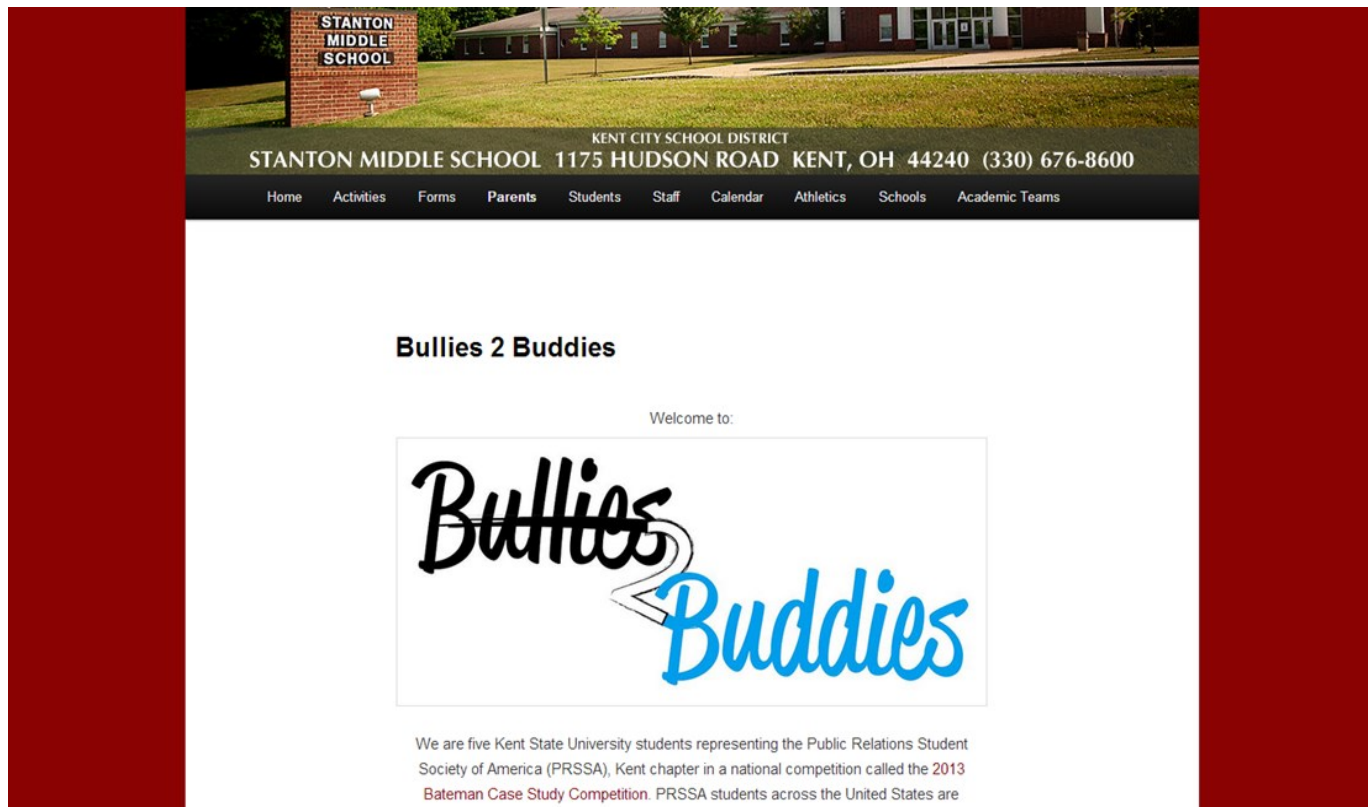 STANTON
MIDDLE
SCHOOL
KENT CITY SCHOOL DISTRICT
STANTON MIDDLE SCHOOL 1175 HUDSON ROAD KENT, OH 44240 (330) 676-8600
Home Activities Forms Parents Students Staff Calendar Athletics Schools Academic Teams
Bullies 2 Buddies
Welcome to:
Bullies
2
Buddies
We are five Kent State University students representing the Public Relations Student
Society of America (PRSSA), Kent chapter in a national competition called the 2013
Bateman Case Study Competition. PRSSA students across the United States are